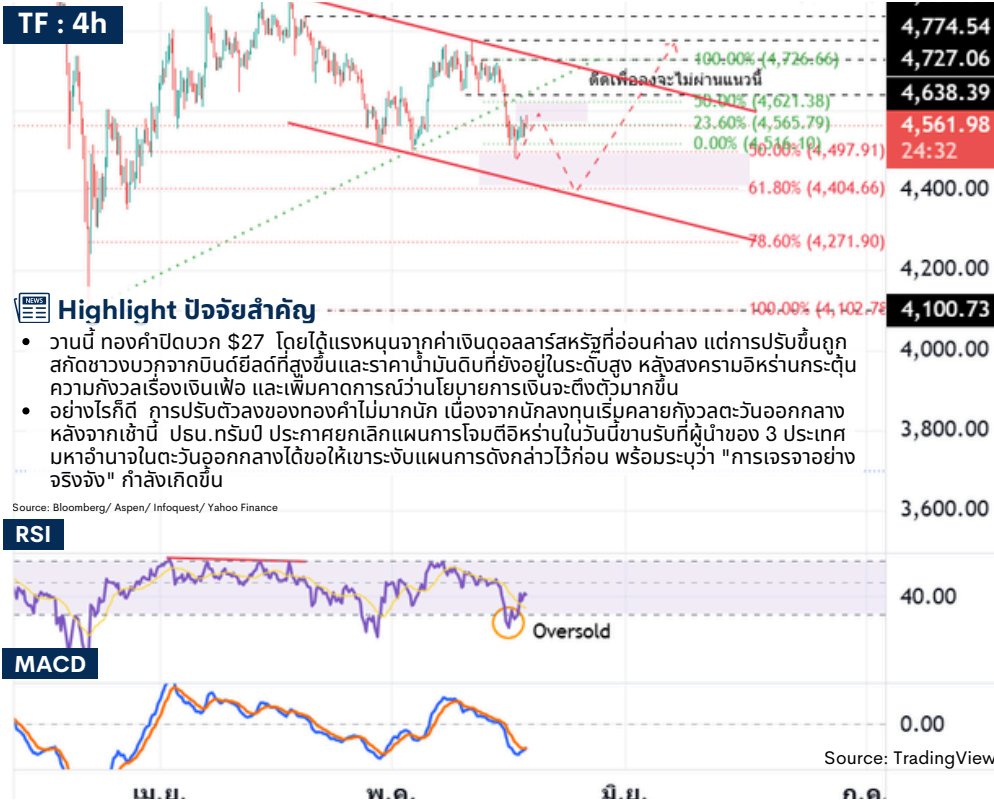 TF : 4h
4,774.54
100.00% (4,726.66)
4,727.06
ดีดเพื่อลงจะไม่ผ่านแนวนี้
4,638.39
50.00% (4,621.38)
23.60% (4,565.79)
4,561.98
0.00% (4,516.10)
24:32
50.00% (4,497.91)
61.80% (4,404.66)
4,400.00
78.60% (4,271.90)
4,200.00
NEWS
Highlight ปัจจัยสำคัญ
100.00% (4,102.78
4,100.73
4,000.00
• วานนี้ ทองคำปิดบวก $27 โดยได้แรงหนุนจากค่าเงินดอลลาร์สหรัฐที่อ่อนค่าลง แต่การปรับขึ้นถูก
สกัดช่วงบวกจากบินด์ยีลด์ที่สูงขึ้นและราคาน้ำมันดิบที่ยังอยู่ในระดับสูง หลังสงครามอิหร่านกระตุ้น
ความกังวลเรื่องเงินเฟ้อ และเพิ่มคาดการณ์ว่านโยบายการเงินจะตึงตัวมากขึ้น
• อย่างไรก็ดี การปรับตัวลงของทองคำไม่มากนัก เนื่องจากนักลงทุนเริ่มคลายกังวลตะวันออกกลาง
หลังจากเช้านี้ ปธน.ทรัมป์ ประกาศยกเลิกแผนการโจมตีอิหร่านในวันนี้ขานรับที่ผู้นำของ 3 ประเทศ
มหาอำนาจในตะวันออกกลางได้ขอให้เขาระงับแผนการดังกล่าวไว้ก่อน พร้อมระบุว่า "การเจรจาอย่าง
จริงจัง" กำลังเกิดขึ้น
3,800.00
3,600.00
Source: Bloomberg/ Aspen/ Infoquest/ Yahoo Finance
RSI
40.00
Oversold
MACD
0.00
Source: TradingView
เม.ย.
พ.ค.
มิ.ย.
ก.ค.